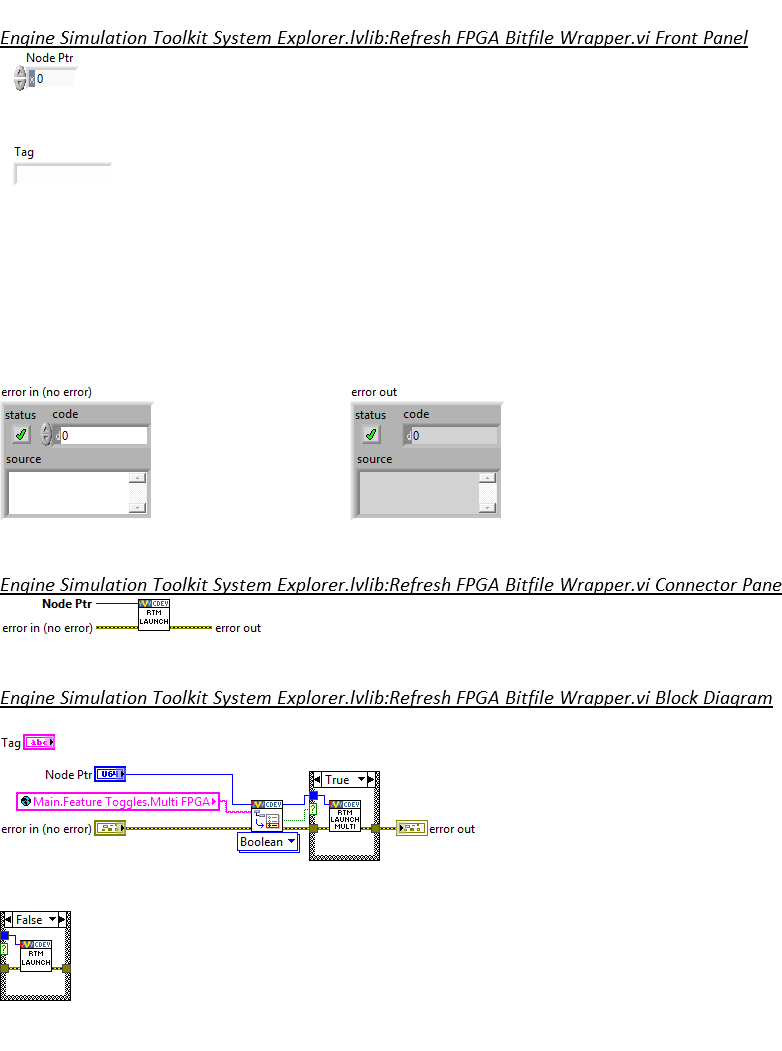 Engine Simulation Toolkit System Explorer.lvlib:Refresh FPGA Bitfile Wrapper.vi Front Panel
Node Ptr
x 0
Tag
error in (no error)
error out
status code
d 0
source
status code
d 0
source
Engine Simulation Toolkit System Explorer.lvlib:Refresh FPGA Bitfile Wrapper.vi Connector Pane
Node Ptr
CDEV
RTM
LAUNCH
error in (no error)
error out
Engine Simulation Toolkit System Explorer.lvlib:Refresh FPGA Bitfile Wrapper.vi Block Diagram
Tag abc
Node Ptr U64
True
Main.Feature Toggles.Multi FPGA
CDEV
?
CDEV
RTM
LAUNCH
MULTI
error in (no error)
error out
Boolean
False
?
CDEV
RTM
LAUNCH